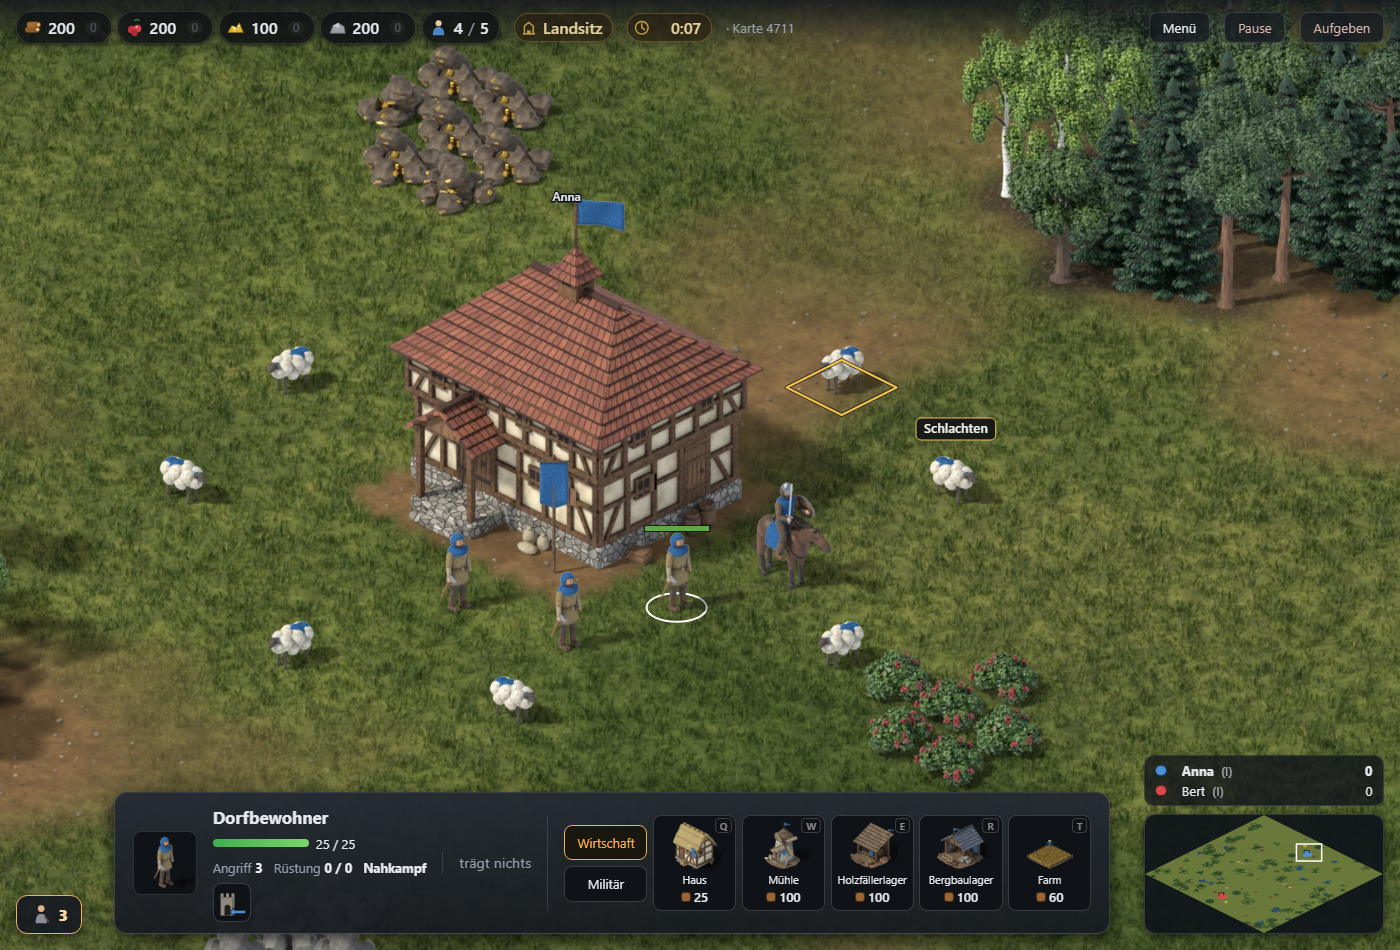 200 0 200 0 100 0 200 0 4 / 5 Landsitz 0:07 · Karte 4711 Menü Pause Aufgeben
Anna
Schlachten
Anna (I) 0
Bert (I) 0
Dorfbewohner
25 / 25
Angriff 3 Rüstung 0 / 0 Nahkampf
trägt nichts
Wirtschaft
Militär
Q W E R T
Haus Mühle Holzfällerlager Bergbaulager Farm
25 100 100 100 60
3